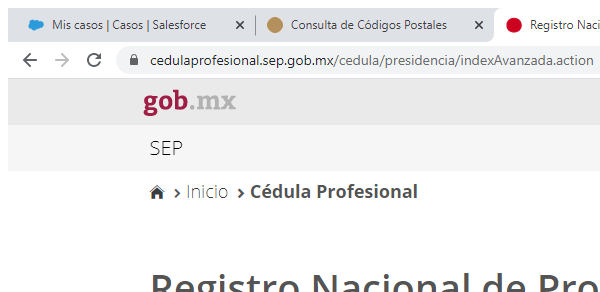 Mis casos | Casos | Salesforce
Consulta de Códigos Postales
Registro Naci
cedulaprofesional.sep.gob.mx/cedula/presidencia/indexAvanzada.action
gob.mx
SEP
Inicio
Cédula Profesional
Registro Nacional de Pro